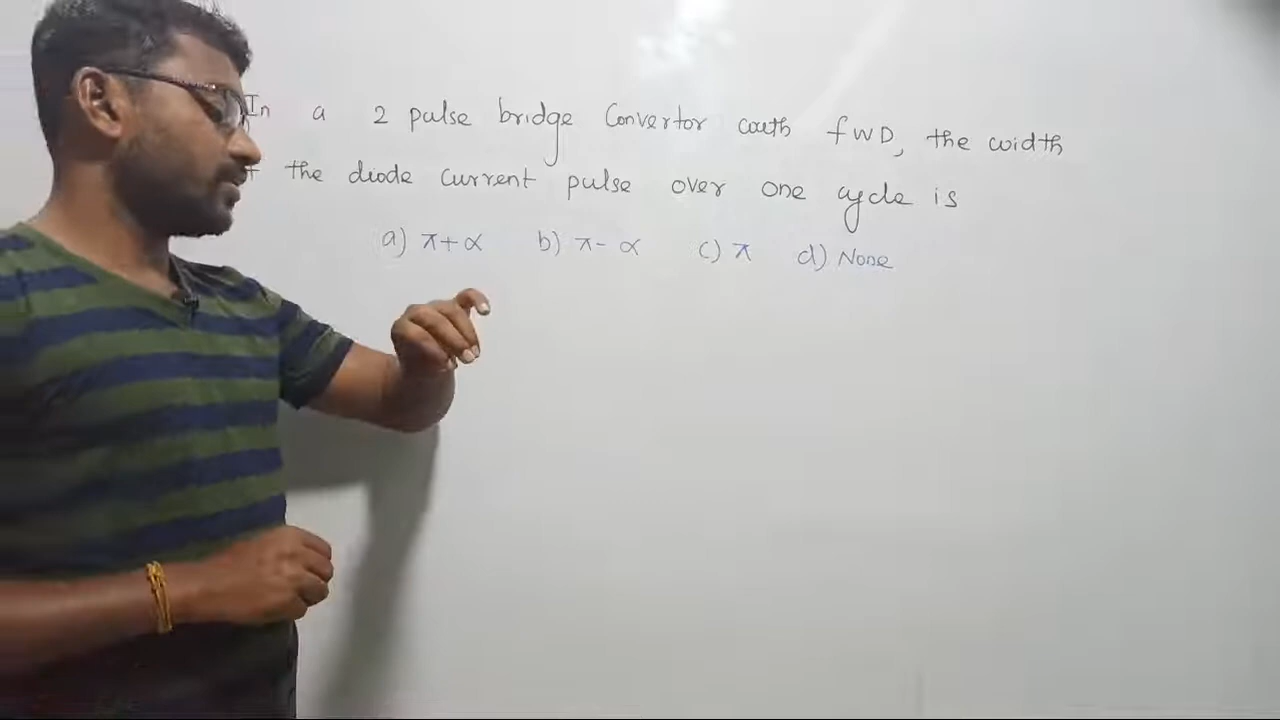 In a 2 pulse bridge Convertor with FWD, the width
the diode current pulse over one cycle is
a) π+α b) π-α c) π d) None